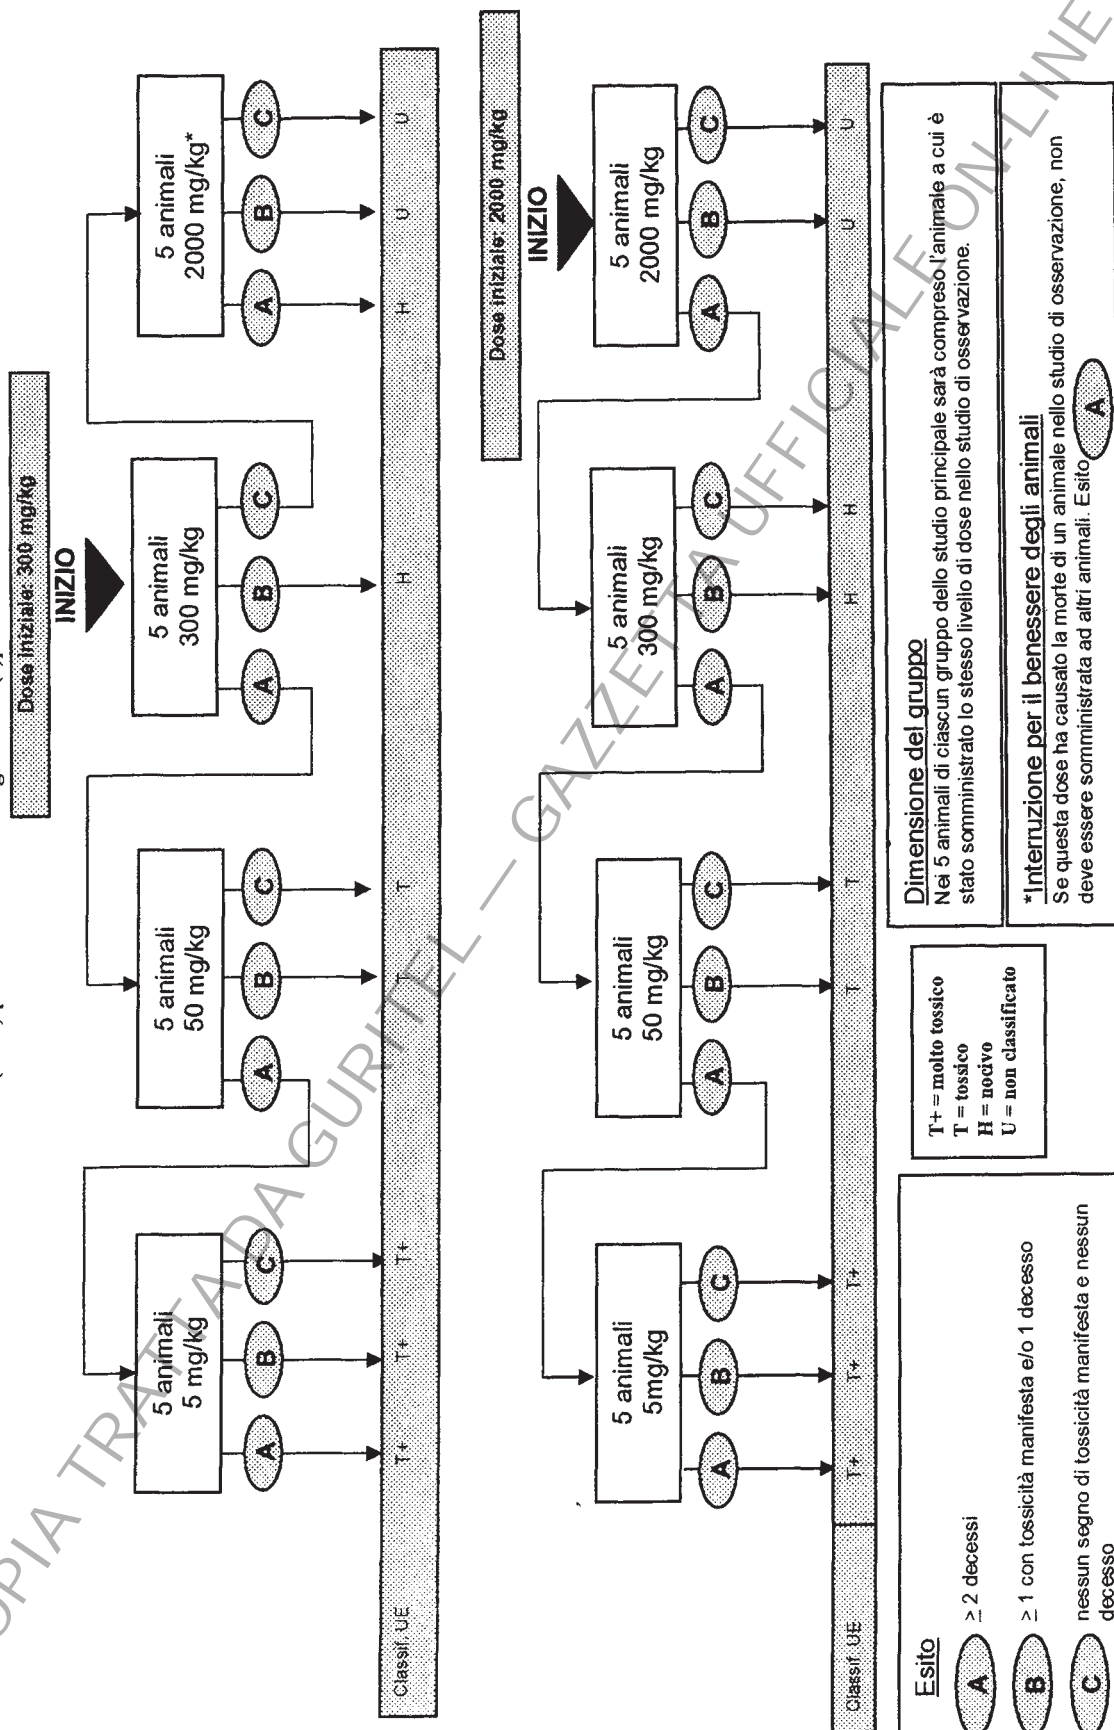 Dose iniziale: 300 mg/kg
INIZIO
5 animali
5 mg/kg
A
B
C
5 animali
50 mg/kg
A
B
C
5 animali
300 mg/kg
A
B
C
5 animali
2000 mg/kg*
A
B
C
Classif. UE
T+
T+
T+
T
T
H
H
U
U
Dose iniziale: 2000 mg/kg
INIZIO
5 animali
5mg/kg
A
B
C
5 animali
50 mg/kg
A
B
C
5 animali
300 mg/kg
A
B
C
5 animali
2000 mg/kg
A
B
C
Classif. UE
T+
T+
T+
T
T
H
H
U
U
Esito
A ≥ 2 decessi
B ≥ 1 con tossicità manifesta e/o 1 decesso
C nessun segno di tossicità manifesta e nessun
decesso
T+ = molto tossico
T = tossico
H = nocivo
U = non classificato
Dimensione del gruppo
Nei 5 animali di ciascun gruppo dello studio principale sarà compreso l'animale a cui è
stato somministrato lo stesso livello di dose nello studio di osservazione.
*Interruzione per il benessere degli animali
Se questa dose ha causato la morte di un animale nello studio di osservazione, non
deve essere somministrata ad altri animali. Esito A
COPIA TRATTA DA GURITEL — GAZZETTA UFFICIALE ON-LINE